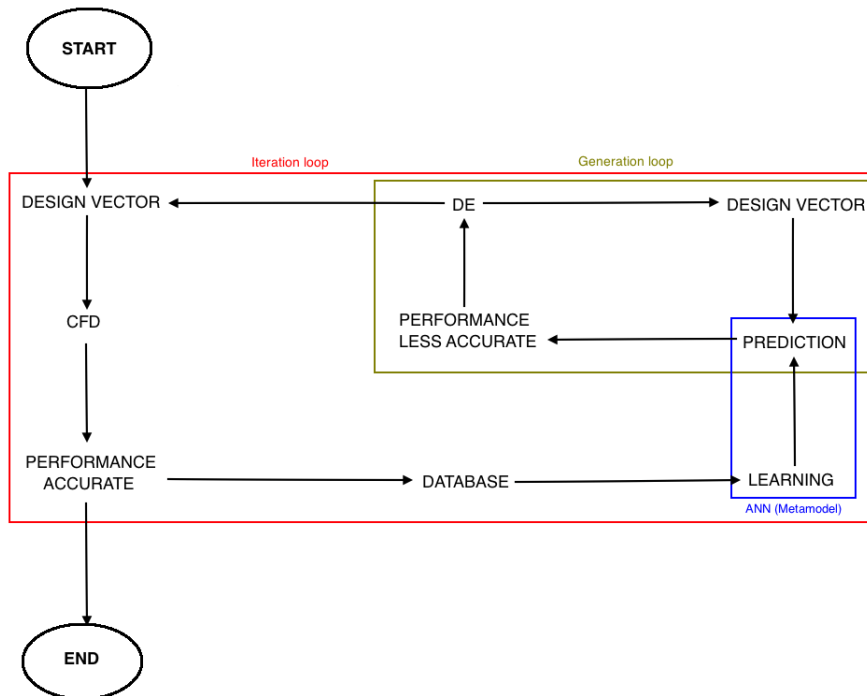 START
Iteration loop
Generation loop
DESIGN VECTOR
DE
DESIGN VECTOR
CFD
PERFORMANCE
LESS ACCURATE
PREDICTION
PERFORMANCE
ACCURATE
DATABASE
LEARNING
ANN (Metamodel)
END